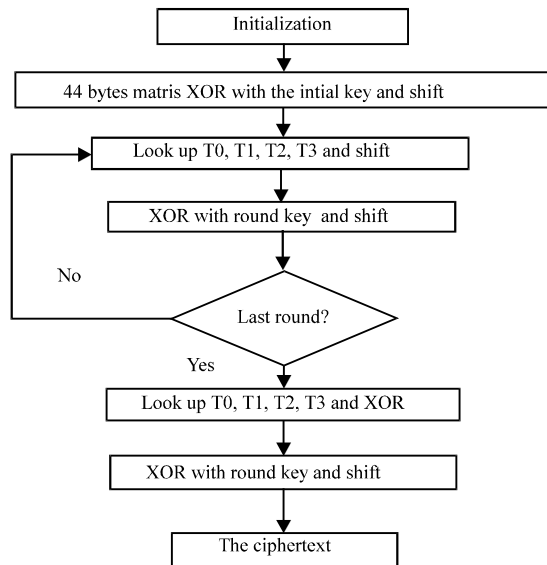 Initialization
44 bytes matris XOR with the intial key and shift
Look up T0, T1, T2, T3 and shift
XOR with round key and shift
No
Last round?
Yes
Look up T0, T1, T2, T3 and XOR
XOR with round key and shift
The ciphertext